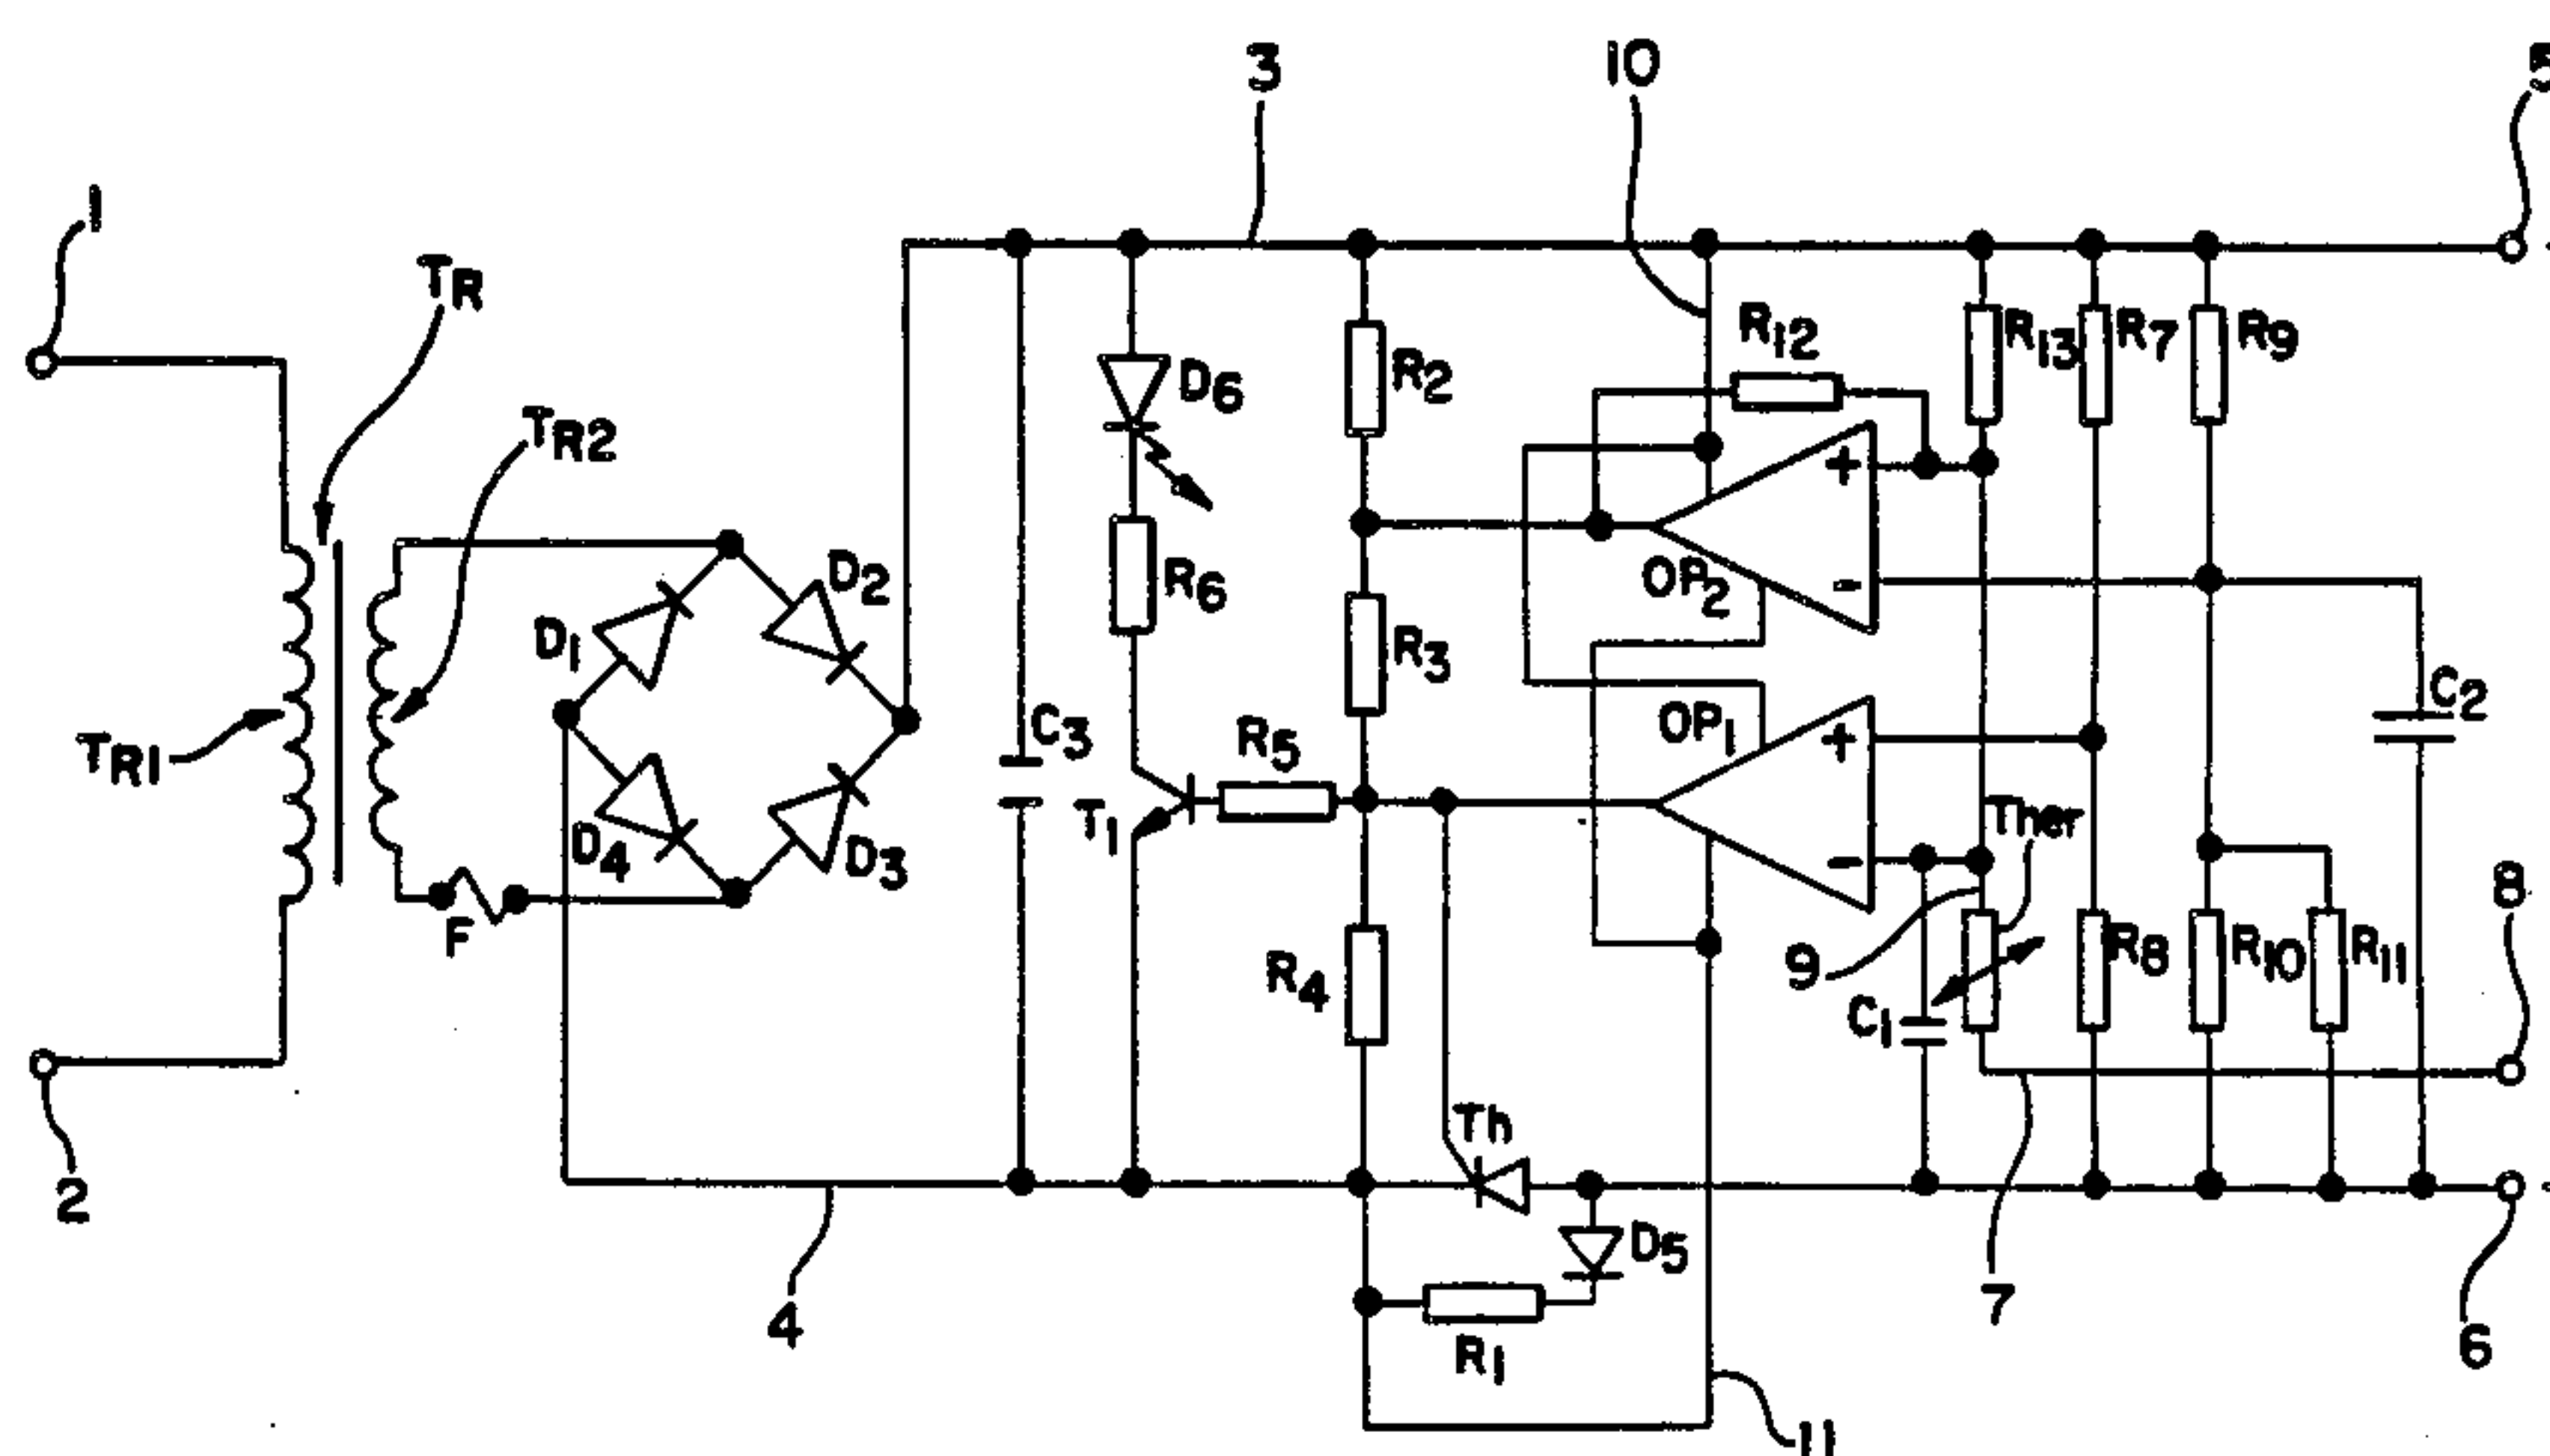 3
10
5
1
TR
R12
R13
R7
R9
R2
D6
TR2
D2
R6
OP2
D1
R3
C2
C3
OP1
R5
TR1
+
-
+
-
T1
Ther
D4
D3
8
F
9
R8
R10
R11
R4
C1
Th
2
D5
4
R1
7
6
11